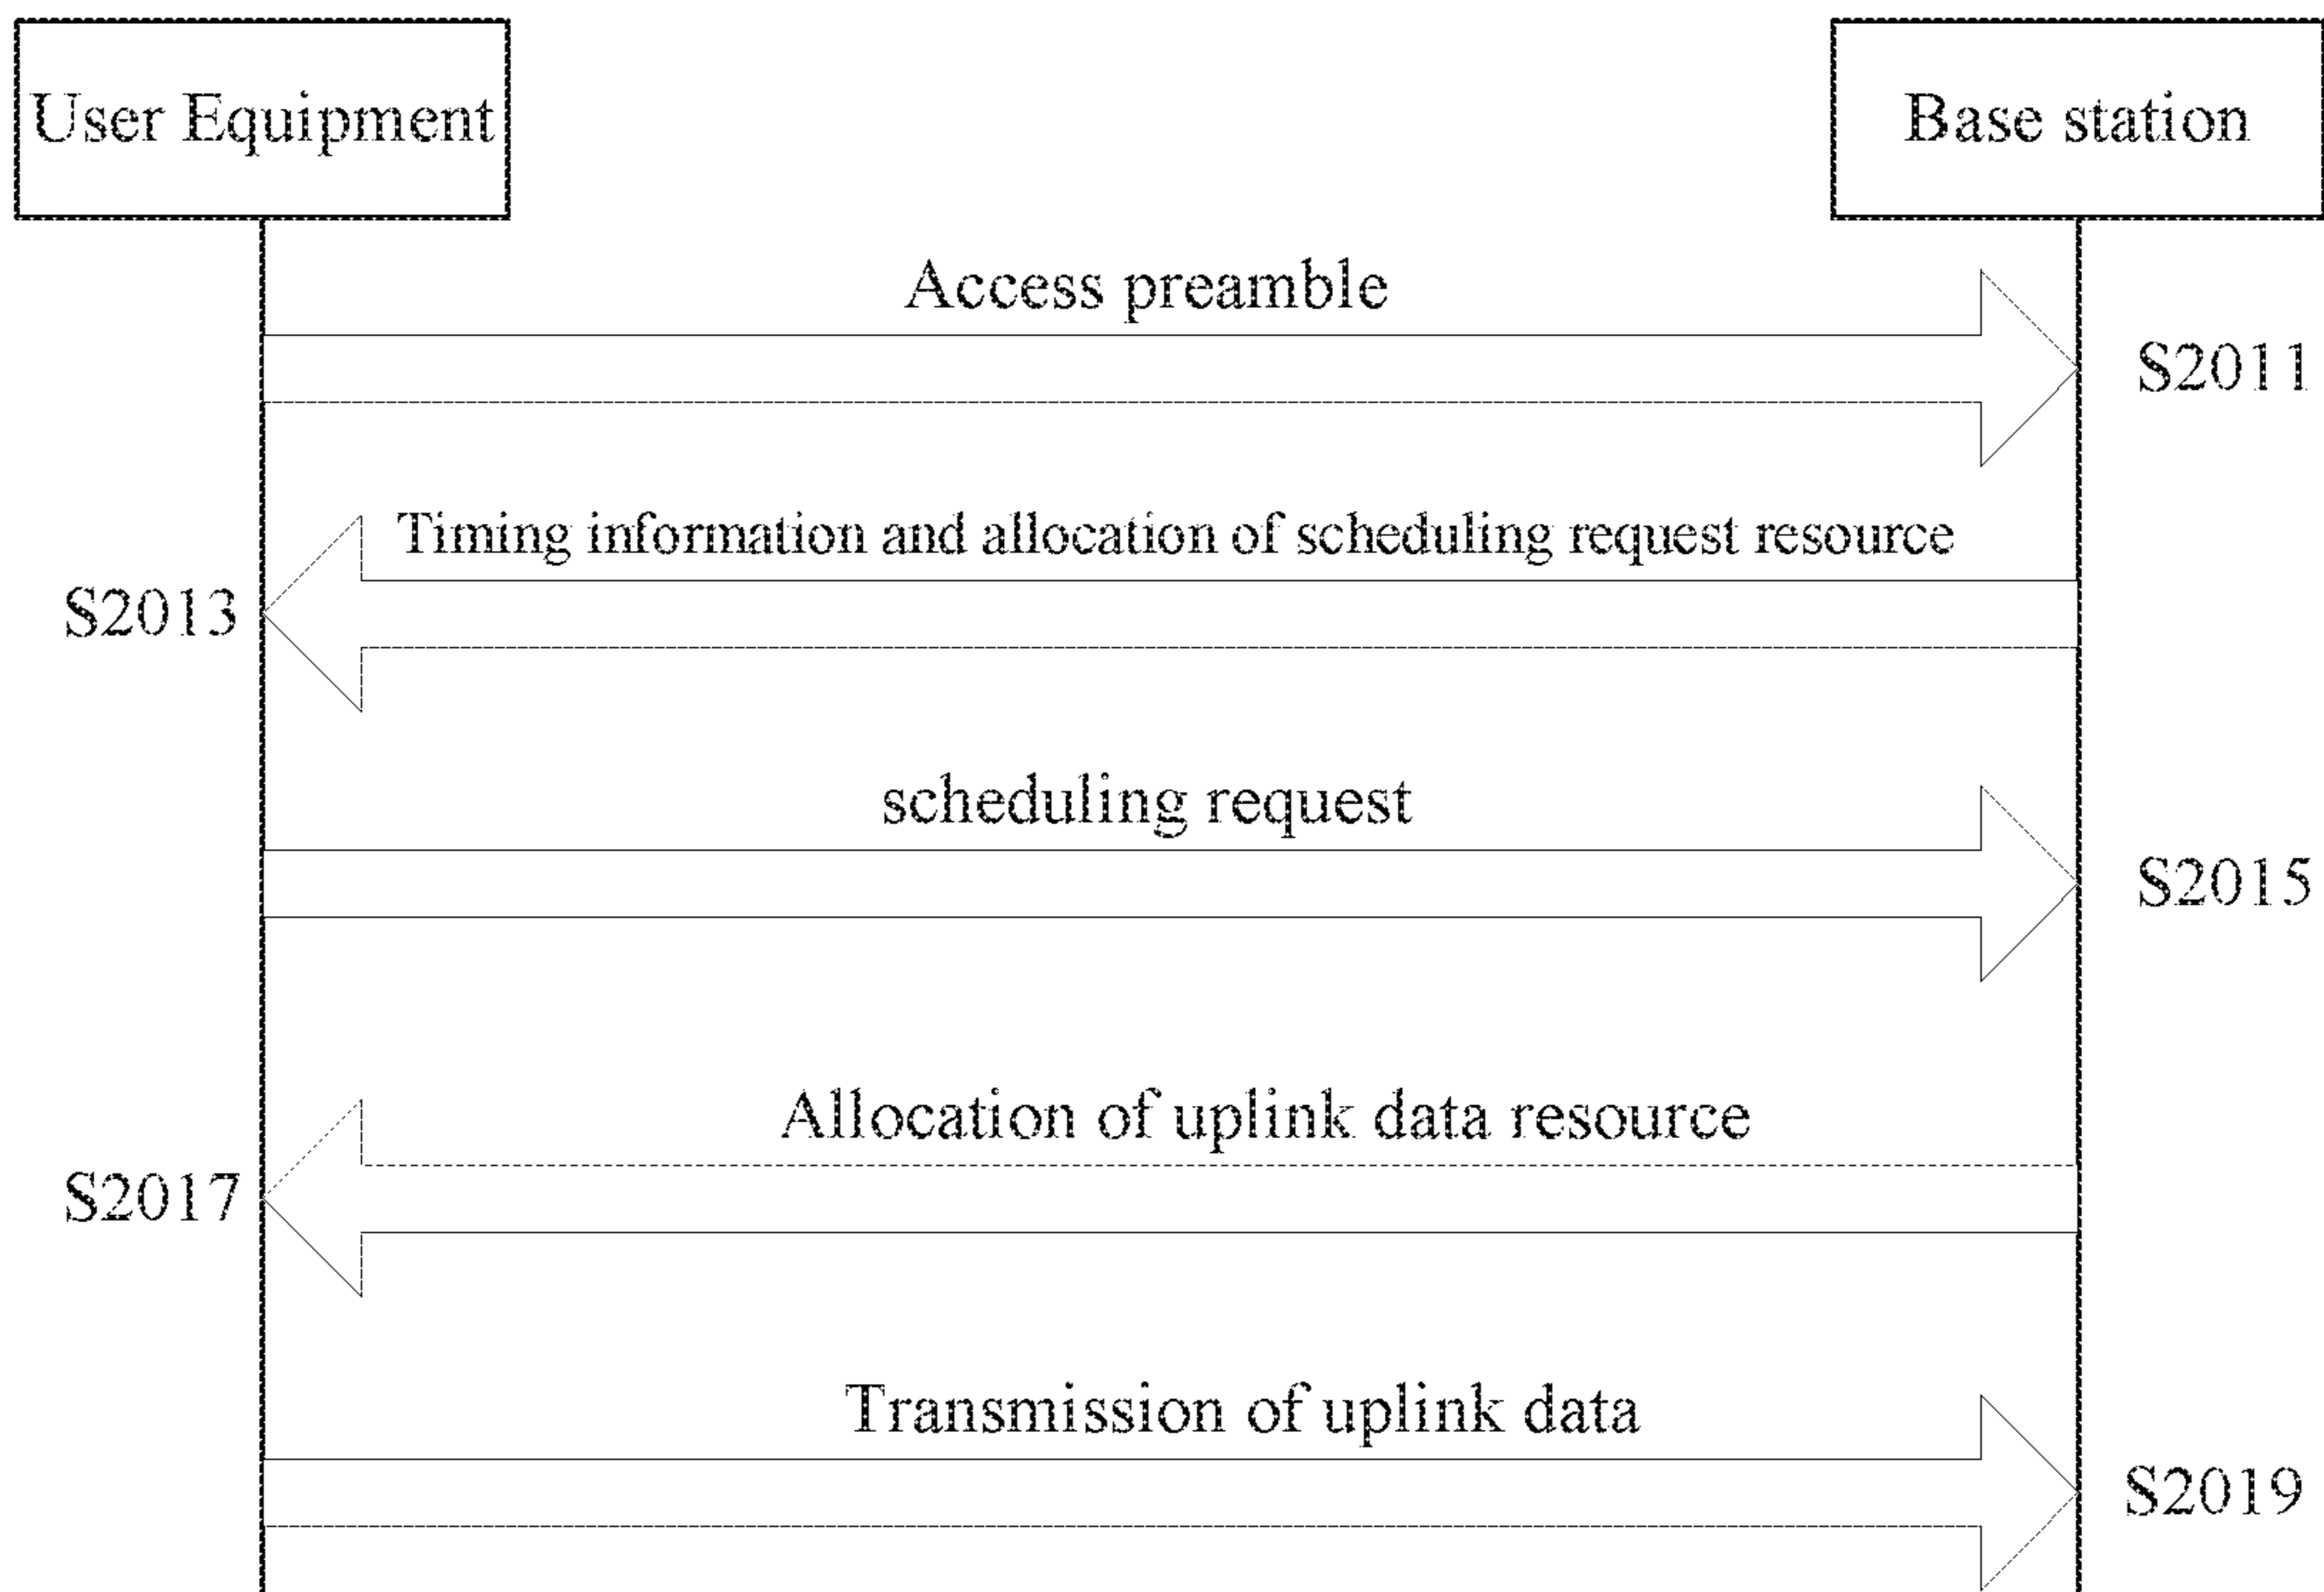 User Equipment
Base station
Access preamble
S2011
Timing information and allocation of scheduling request resource
S2013
scheduling request
S2015
Allocation of uplink data resource
S2017
Transmission of uplink data
S2019